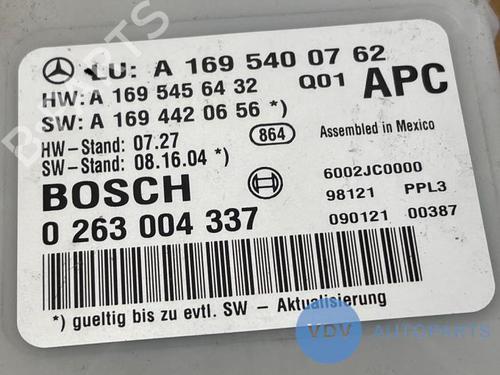 LU: A 169 540 0762
HW: A 169 545 64 32 Q01 APC
SW: A 169 442 06 56 *)
HW-Stand: 07.27 864 Assembled in Mexico
SW-Stand: 08.16.04 *)
BOSCH 6002JC0000
98121 PPL3
0 263 004 337 090121 00387
*) gueltig bis zu evtl. SW - Aktualisierung
VDV AUTOPARTS